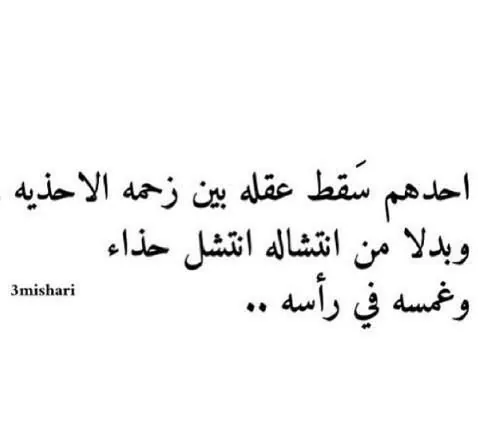 احدهم سَقط عقله بين زحمه الاحذيه .
وبدلا من انتشاله انتشل حذاء
وغمسه في رأسه ..
3mishari